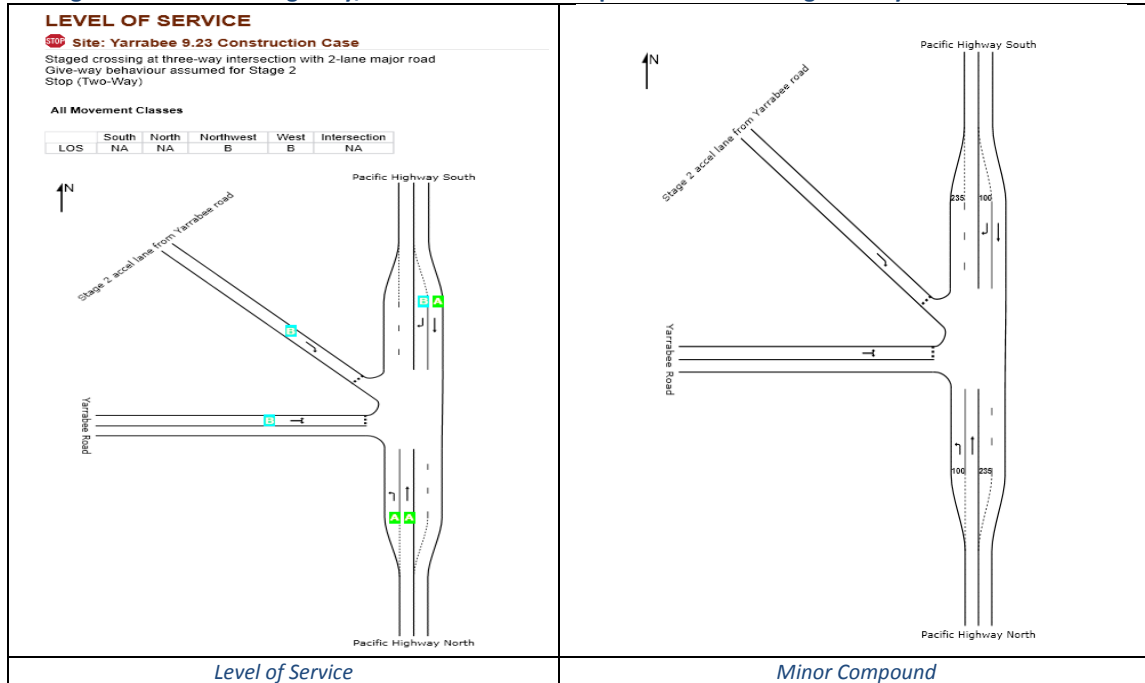 LEVEL OF SERVICE
STOP Site: Yarrabee 9.23 Construction Case
Staged crossing at three-way intersection with 2-lane major road
Give-way behaviour assumed for Stage 2
Stop (Two-Way)
All Movement Classes
South North Northwest West Intersection
LOS NA NA B B NA
N
Pacific Highway South
Stage 2 accel lane from Yarrabee road
B A
B
B
Yarrabee Road
A A
Pacific Highway North
Level of Service
N
Pacific Highway South
Stage 2 accel lane from Yarrabee road
235 100
Yarrabee Road
100 235
Pacific Highway North
Minor Compound